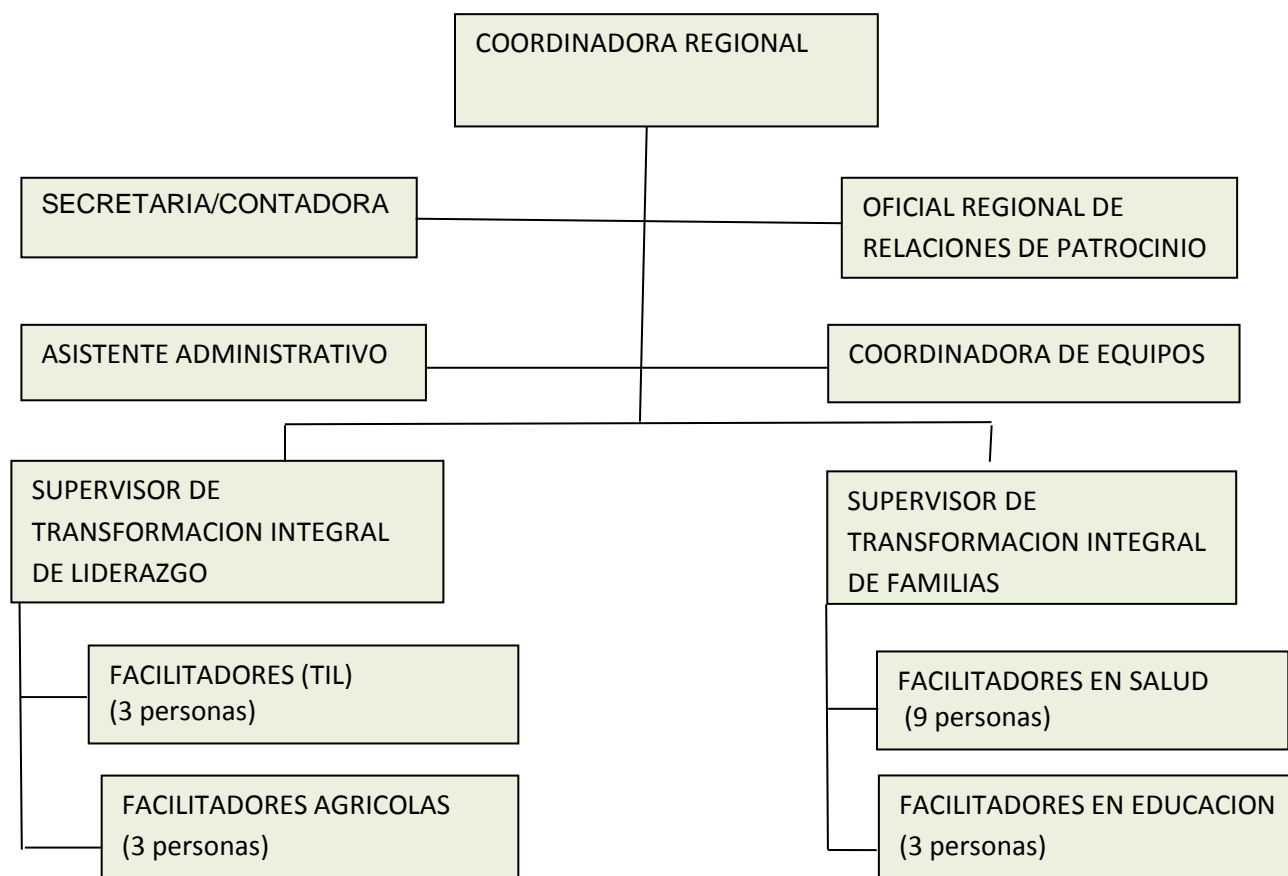 COORDINADORA REGIONAL
SECRETARIA/CONTADORA
OFICIAL REGIONAL DE
RELACIONES DE PATROCINIO
ASISTENTE ADMINISTRATIVO
COORDINADORA DE EQUIPOS
SUPERVISOR DE
TRANSFORMACION INTEGRAL
DE LIDERAZGO
SUPERVISOR DE
TRANSFORMACION INTEGRAL
DE FAMILIAS
FACILITADORES (TIL)
(3 personas)
FACILITADORES EN SALUD
(9 personas)
FACILITADORES AGRICOLAS
(3 personas)
FACILITADORES EN EDUCACION
(3 personas)